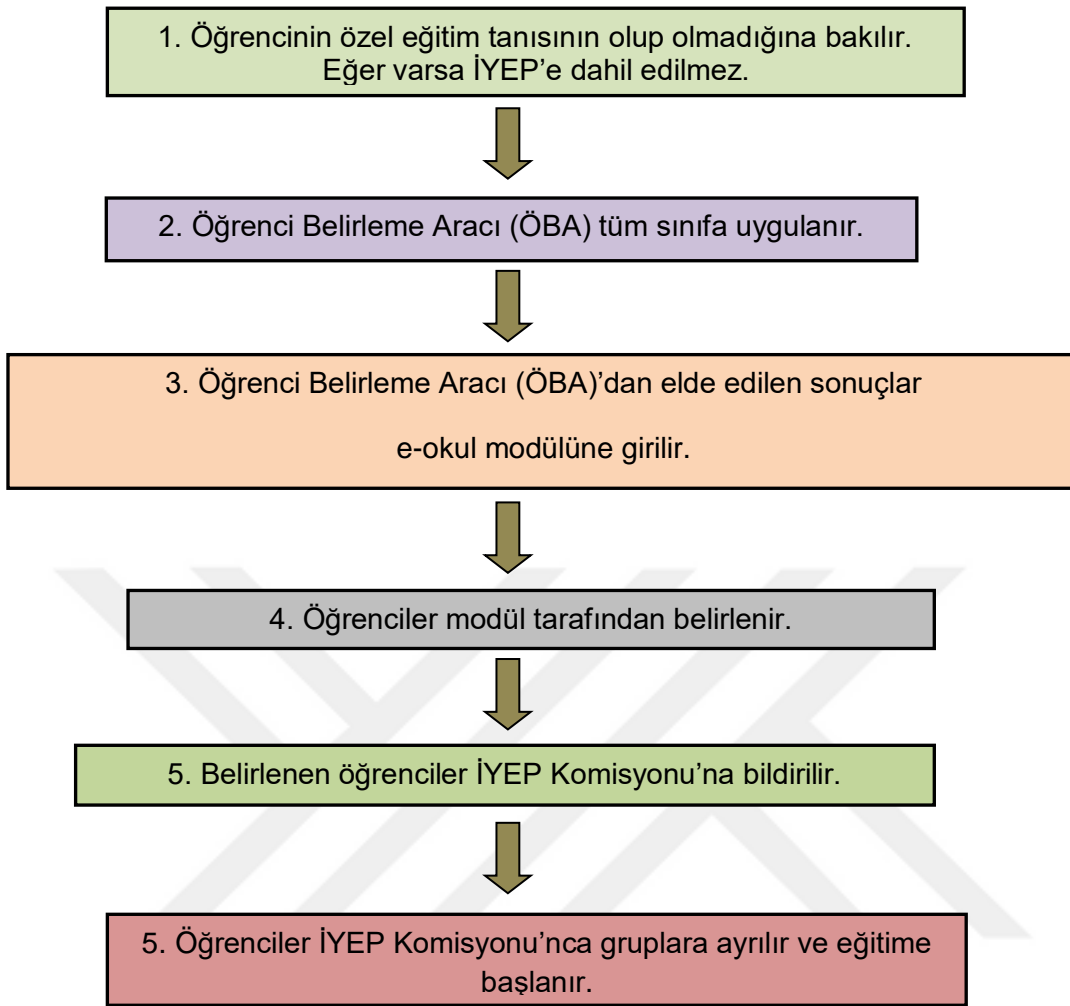 1. Öğrencinin özel eğitim tanısının olup olmadığına bakılır.
Eğer varsa İYEP’e dahil edilmez.
2. Öğrenci Belirleme Aracı (ÖBA) tüm sınıfa uygulanır.
3. Öğrenci Belirleme Aracı (ÖBA)’dan elde edilen sonuçlar
e-okul modülüne girilir.
4. Öğrenciler modül tarafından belirlenir.
5. Belirlenen öğrenciler İYEP Komisyonu’na bildirilir.
5. Öğrenciler İYEP Komisyonu’nca gruplara ayrılır ve eğitime
başlanır.